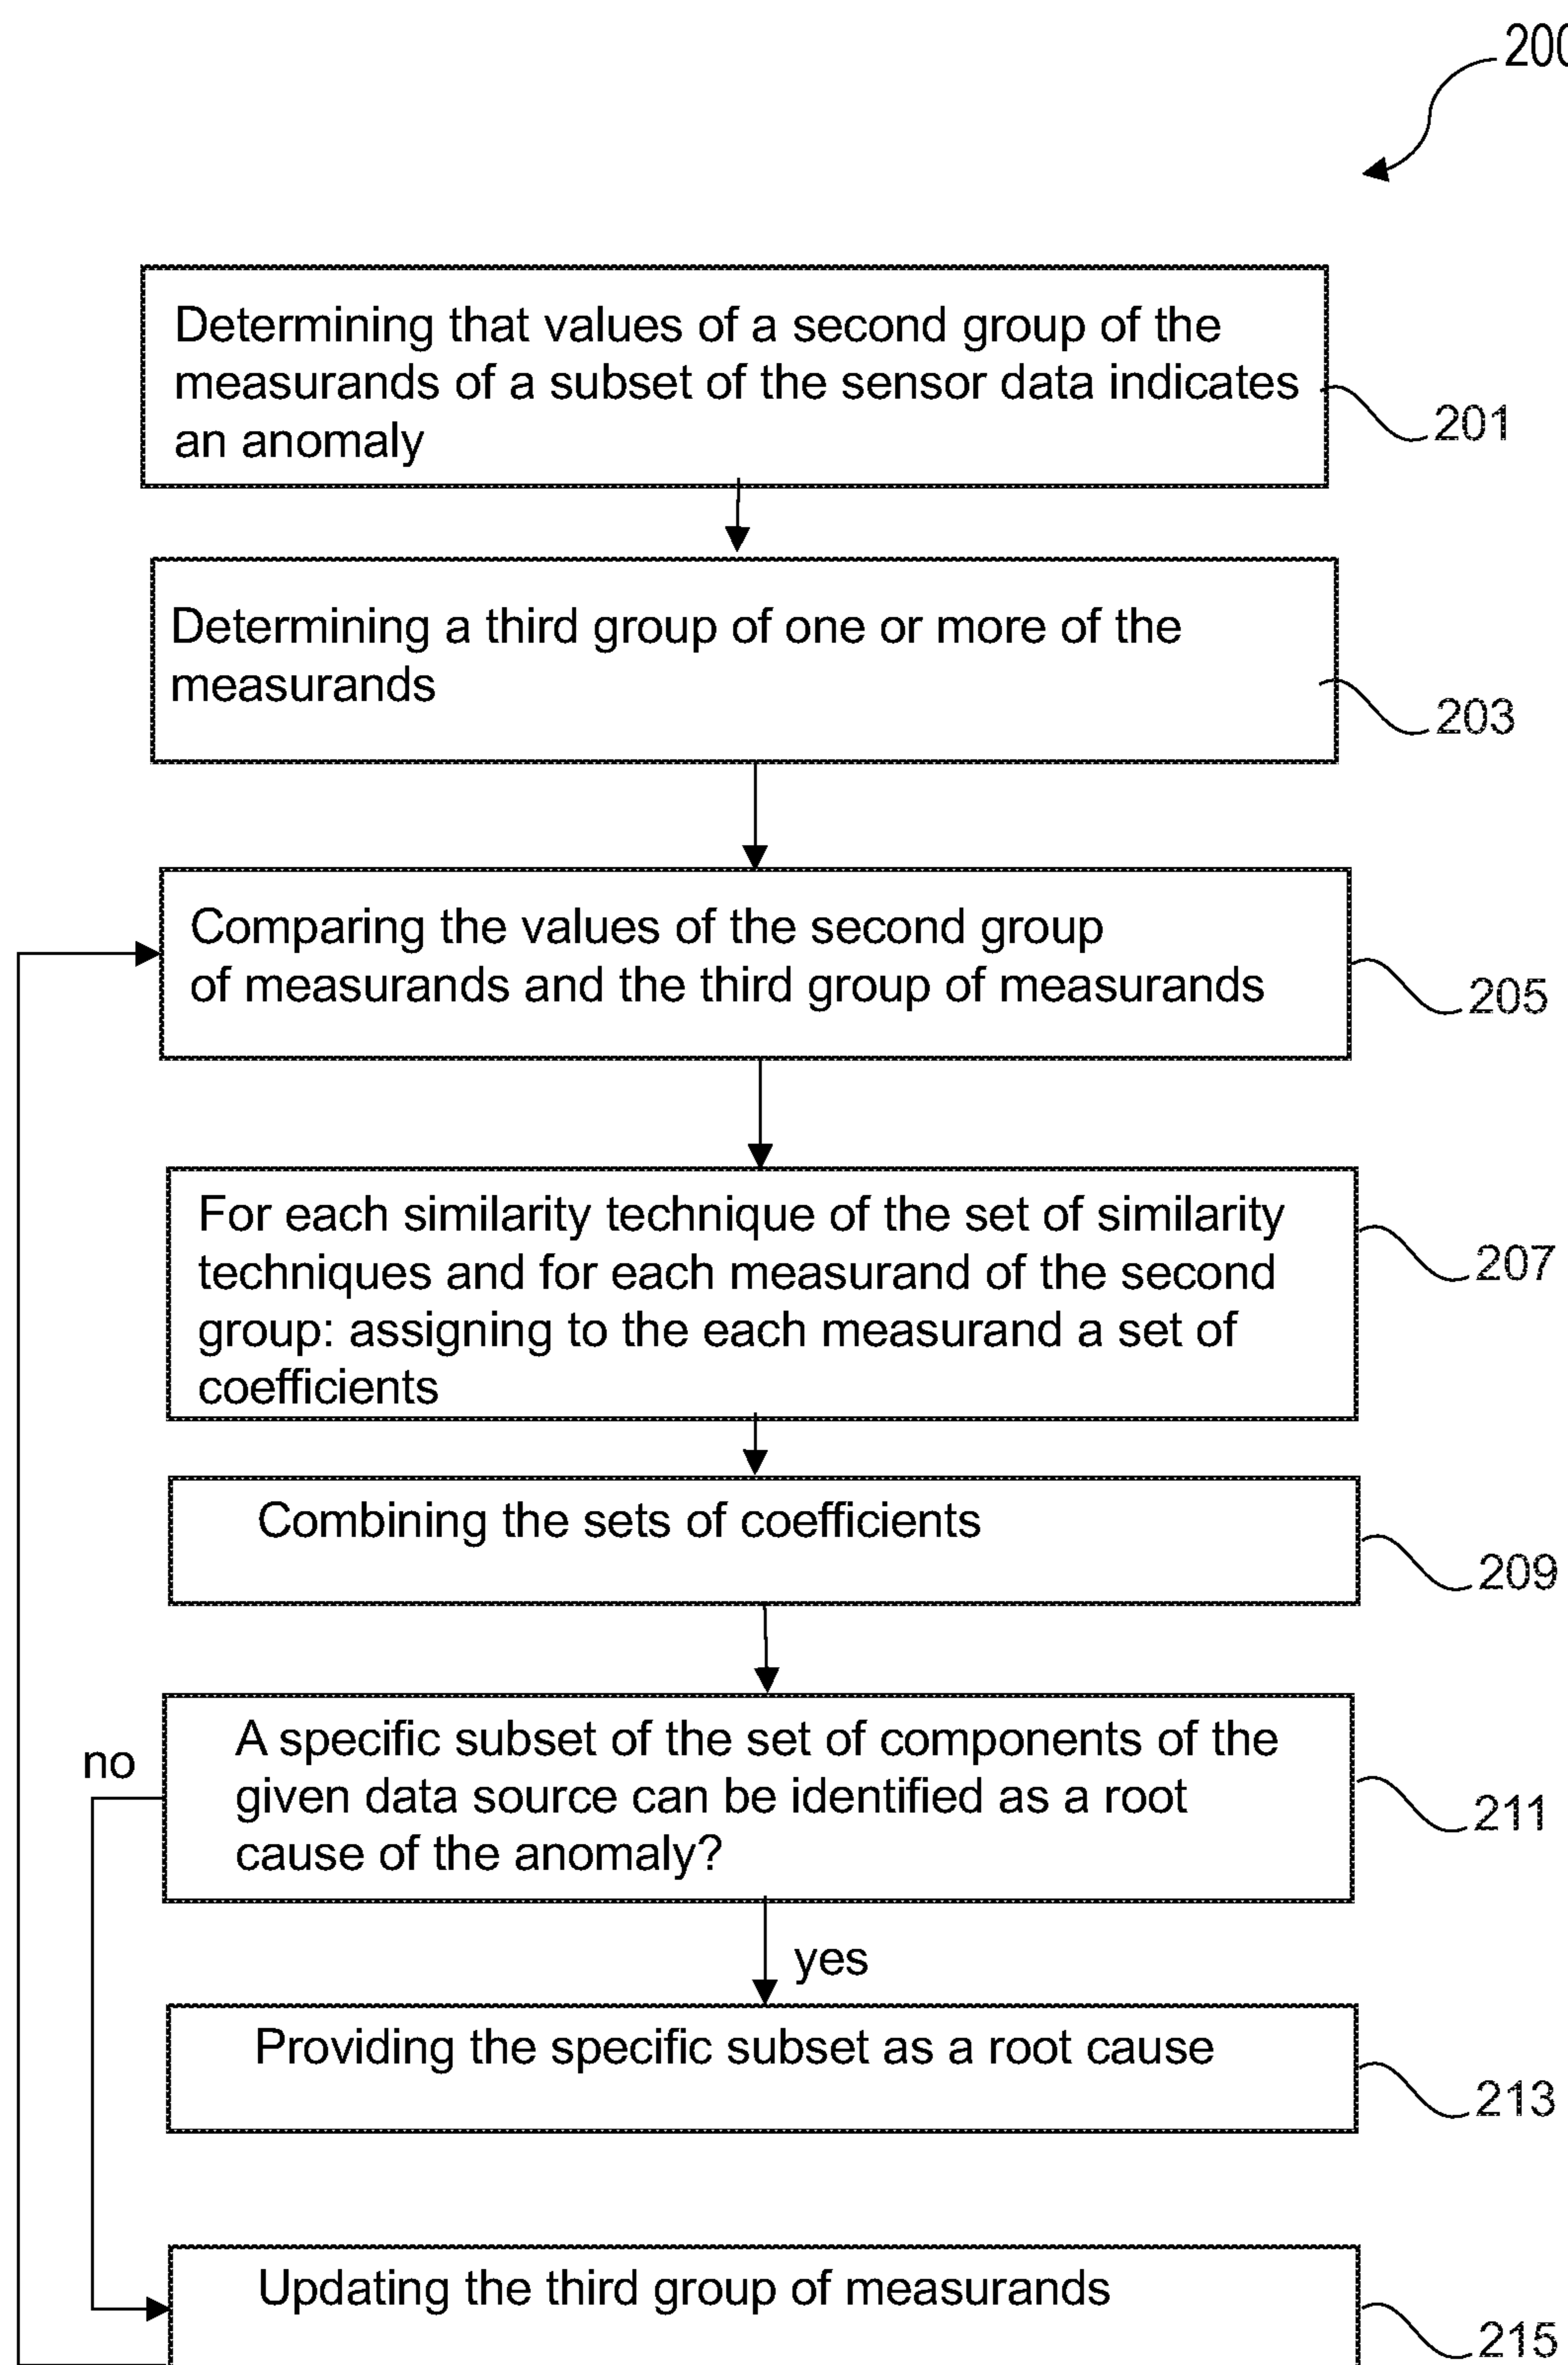 200
Determining that values of a second group of the
measurands of a subset of the sensor data indicates
an anomaly
201
Determining a third group of one or more of the
measurands
203
Comparing the values of the second group
of measurands and the third group of measurands
205
For each similarity technique of the set of similarity
techniques and for each measurand of the second
group: assigning to the each measurand a set of
coefficients
207
Combining the sets of coefficients
209
no
A specific subset of the set of components of the
given data source can be identified as a root
cause of the anomaly?
211
yes
Providing the specific subset as a root cause
213
Updating the third group of measurands
215